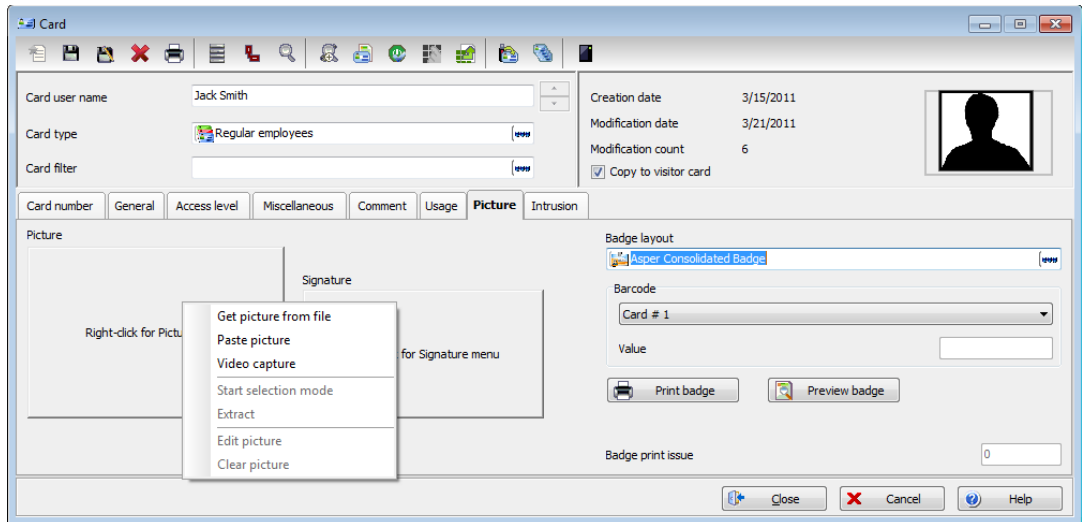 Card
Card user name
Jack Smith
Card type
Regular employees
Card filter
Creation date 3/15/2011
Modification date 3/21/2011
Modification count 6
Copy to visitor card
Card number General Access level Miscellaneous Comment Usage Picture Intrusion
Picture
Right-click for Pictu
Signature
for Signature menu
Get picture from file
Paste picture
Video capture
Start selection mode
Extract
Edit picture
Clear picture
Badge layout
Asper Consolidated Badge
Barcode
Card # 1
Value
Print badge Preview badge
Badge print issue 0
Close Cancel Help